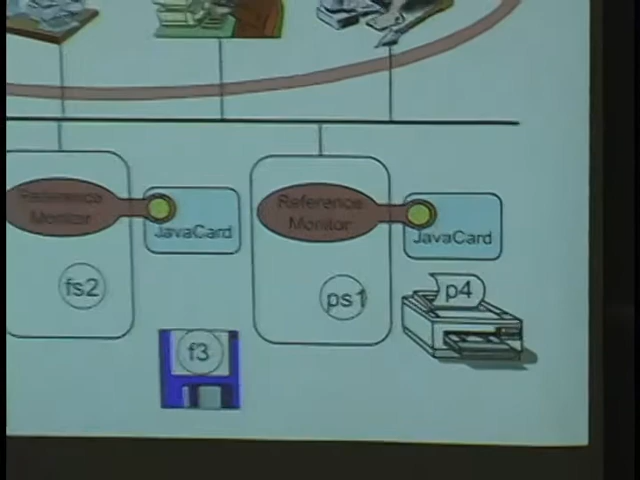 Reference
Monitor
JavaCard
fs2
f3
Reference
Monitor
JavaCard
ps1
p4